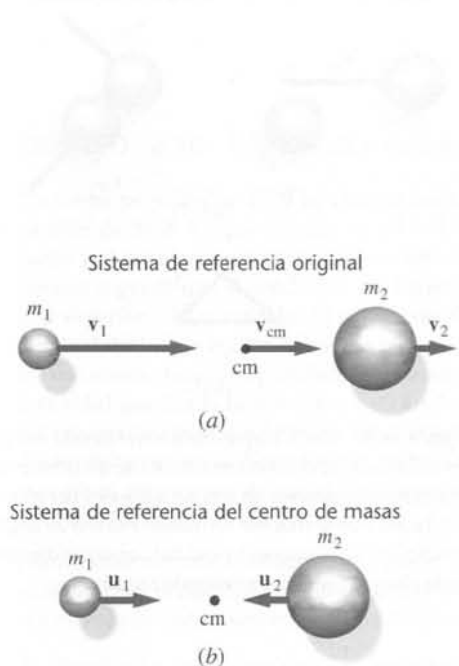 Sistema de referencia original
m₁ v₁ v_cm m₂ v₂
cm
(a)
Sistema de referencia del centro de masas
m₁ u₁ u₂ m₂
cm
(b)